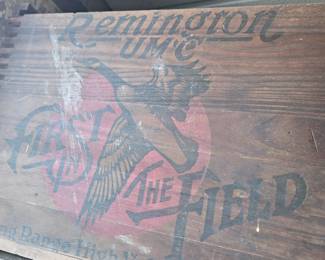 Remington
UMC
FIRST
IN
THE FIELD
Range High